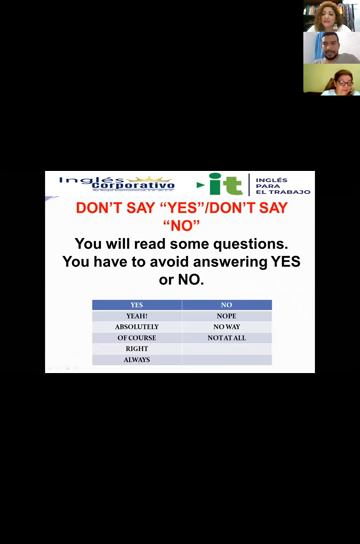 Inglés
Corporativo
it
INGLÉS
PARA
EL TRABAJO
DON'T SAY “YES”/DON'T SAY
“NO”
You will read some questions.
You have to avoid answering YES
or NO.
YES NO
YEAH! NOPE
ABSOLUTELY NO WAY
OF COURSE NOT AT ALL
RIGHT
ALWAYS